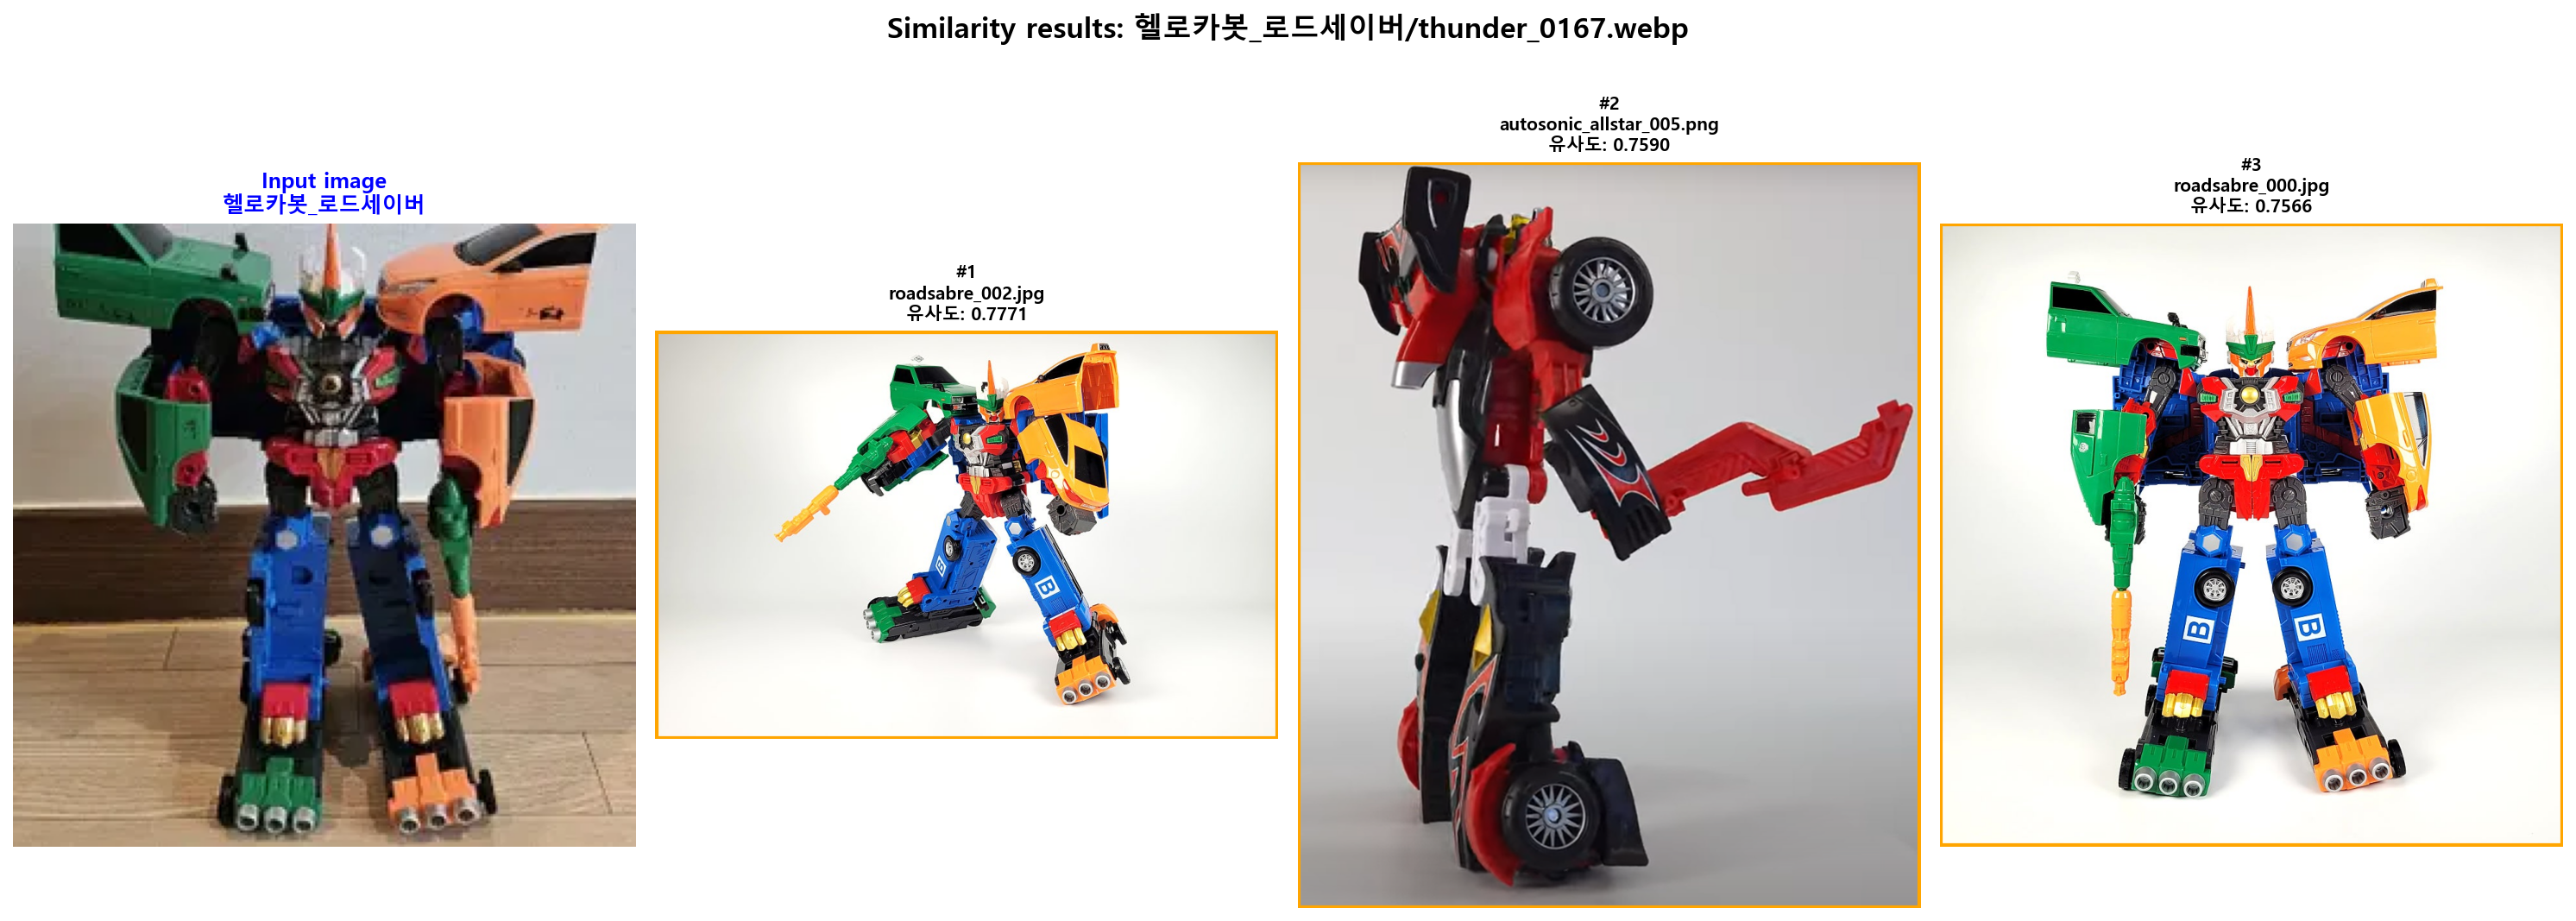 Similarity results: 헬로카봇_로드세이버/thunder_0167.webp
Input image
헬로카봇_로드세이버
#1
roadsabre_002.jpg
유사도: 0.7771
B
B
#2
autosonic_allstar_005.png
유사도: 0.7590
#3
roadsabre_000.jpg
유사도: 0.7566
B
B